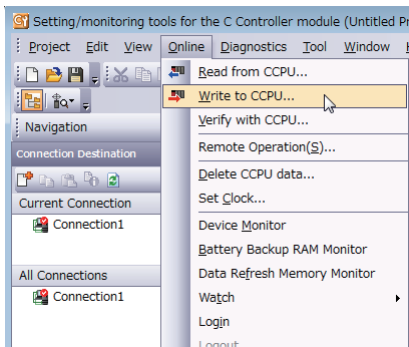 Setting/monitoring tools for the C Controller module (Untitled Pr
Project Edit View Online Diagnostics Tool Window
Read from CCPU...
Write to CCPU...
Verify with CCPU...
Remote Operation(S)...
Delete CCPU data...
Set Clock...
Device Monitor
Battery Backup RAM Monitor
Data Refresh Memory Monitor
Watch
Login
Logout
Navigation
Connection Destination
Current Connection
Connection1
All Connections
Connection1